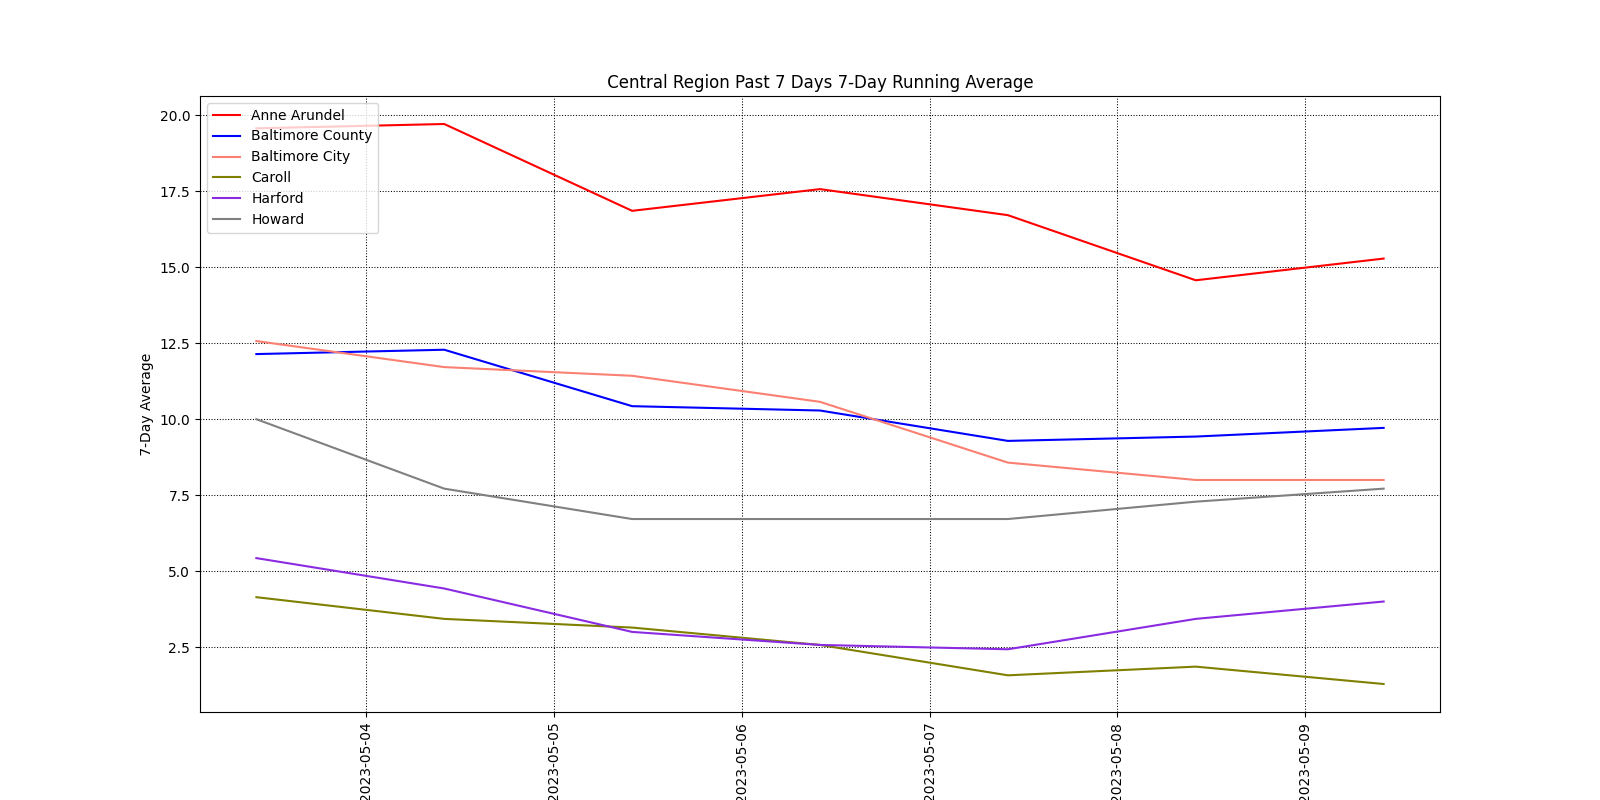 Central Region Past 7 Days 7-Day Running Average
Anne Arundel
Baltimore County
Baltimore City
Caroll
Harford
Howard
20.0
17.5
15.0
12.5
10.0
7.5
5.0
2.5
7-Day Average
2023-05-04
2023-05-05
2023-05-06
2023-05-07
2023-05-08
2023-05-09